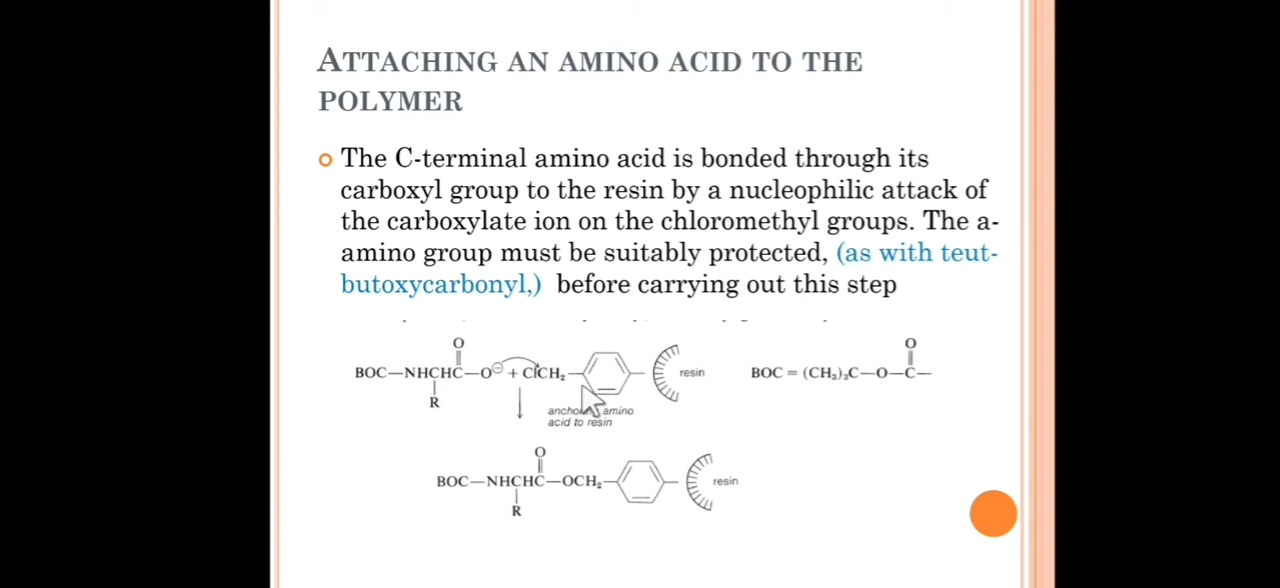 ATTACHING AN AMINO ACID TO THE
POLYMER
The C-terminal amino acid is bonded through its
carboxyl group to the resin by a nucleophilic attack of
the carboxylate ion on the chloromethyl groups. The a-
amino group must be suitably protected, (as with teut-
butoxycarbonyl,) before carrying out this step
O
BOC—NHCHC—O⊖ + ClCH₂— resin
R
O
BOC = (CH₃)₃C—O—C—
acid to resin
amino
O
BOC—NHCHC—OCH₂— resin
R